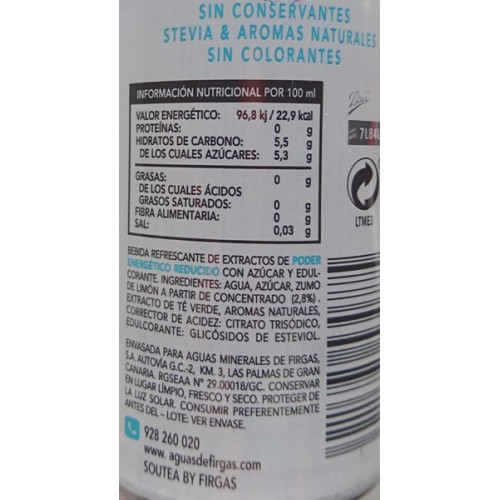 SIN CONSERVANTES
STEVIA & AROMAS NATURALES
SIN COLORANTES
INFORMACIÓN NUTRICIONAL POR 100 ml
VALOR ENERGÉTICO: 96,8 kj / 22,9 kcal
PROTEÍNAS: 0 g
HIDRATOS DE CARBONO: 5,5 g
DE LOS CUALES AZÚCARES: 5,3 g
GRASAS: 0 g
DE LOS CUALES ÁCIDOS
GRASOS SATURADOS: 0 g
FIBRA ALIMENTARIA: 0 g
SAL: 0,03 g
BEBIDA REFRESCANTE DE EXTRACTOS DE PODER
ENERGÉTICO REDUCIDO CON AZÚCAR Y EDUL-
CORANTE. INGREDIENTES: AGUA, AZÚCAR, ZUMO
DE LIMÓN A PARTIR DE CONCENTRADO (2,8%).
EXTRACTO DE TÉ VERDE, AROMAS NATURALES,
CORRECTOR DE ACIDEZ: CITRATO TRISÓDICO,
EDULCORANTE: GLICÓSIDOS DE ESTEVIOL.
ENVASADA PARA AGUAS MINERALES DE FIRGAS,
S.A. AUTOVÍA G.C.-2, KM. 3, LAS PALMAS DE GRAN
CANARIA. RGSEAA Nº 29.00018/GC. CONSERVAR
EN LUGAR LÍMPIO, FRESCO Y SECO. PROTEGER DE
LA LUZ SOLAR. CONSUMIR PREFERENTEMENTE
ANTES DEL – LOTE: VER ENVASE.
928 260 020
www.aguasdefirgas.com
SOUTEA BY FIRGAS
7L84L
LTME3